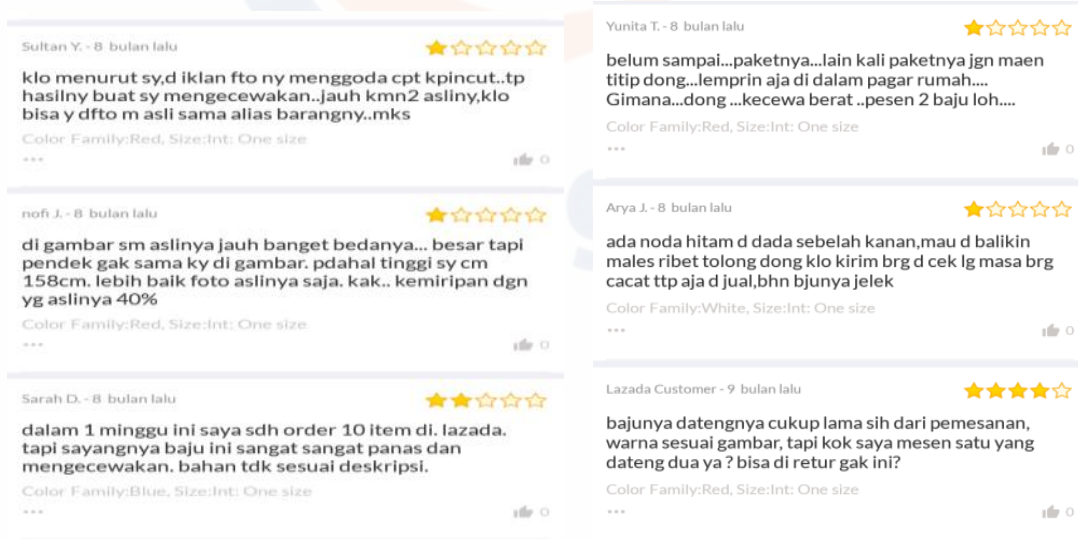 Sultan Y. - 8 bulan lalu
klo menurut sy,d iklan fto ny menggoda cpt kpincut..tp
hasilny buat sy mengecewakan..jauh kmn2 asliny,klo
bisa y dfto m asli sama alias barangny..mks
Color Family:Red, Size:Int: One size
...
0
nofi J. - 8 bulan lalu
di gambar sm aslinya jauh banget bedanya... besar tapi
pendek gak sama ky di gambar. pdahal tinggi sy cm
158cm. lebih baik foto aslinya saja. kak.. kemiripan dgn
yg aslinya 40%
Color Family:Red, Size:Int: One size
...
0
Sarah D. - 8 bulan lalu
dalam 1 minggu ini saya sdh order 10 item di. lazada.
tapi sayangnya baju ini sangat sangat panas dan
mengecewakan. bahan tdk sesuai deskripsi.
Color Family:Blue, Size:Int: One size
...
0
Yunita T. - 8 bulan lalu
belum sampai...paketnya...lain kali paketnya jgn maen
titip dong...lemprin aja di dalam pagar rumah....
Gimana...dong ...kecewa berat ..pesen 2 baju loh....
Color Family:Red, Size:Int: One size
...
0
Arya J. - 8 bulan lalu
ada noda hitam d dada sebelah kanan,mau d balikin
males ribet tolong dong klo kirim brg d cek lg masa brg
cacat ttp aja d jual,bhn bjunya jelek
Color Family:White, Size:Int: One size
...
0
Lazada Customer - 9 bulan lalu
bajunya datengnya cukup lama sih dari pemesanan,
warna sesuai gambar, tapi kok saya mesen satu yang
dateng dua ya ? bisa di retur gak ini?
Color Family:Red, Size:Int: One size
...
0